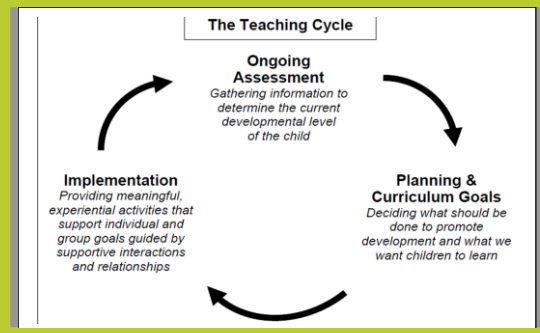 The Teaching Cycle
Ongoing
Assessment
Gathering information to
determine the current
developmental level
of the child
Implementation
Providing meaningful,
experiential activities that
support individual and
group goals guided by
supportive interactions
and relationships
Planning &
Curriculum Goals
Deciding what should be
done to promote
development and what we
want children to learn